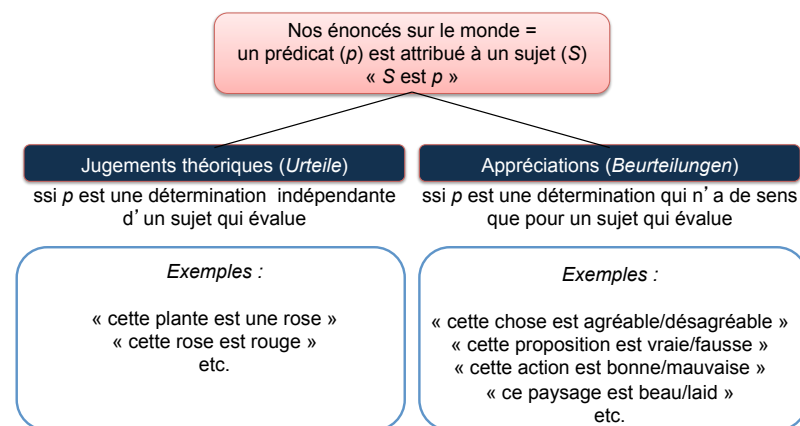 Nos énoncés sur le monde =
un prédicat (p) est attribué à un sujet (S)
« S est p »
Jugements théoriques (Urteile)
ssi p est une détermination indépendante
d’un sujet qui évalue
Exemples :
« cette plante est une rose »
« cette rose est rouge »
etc.
Appréciations (Beurteilungen)
ssi p est une détermination qui n’a de sens
que pour un sujet qui évalue
Exemples :
« cette chose est agréable/désagréable »
« cette proposition est vraie/fausse »
« cette action est bonne/mauvaise »
« ce paysage est beau/laid »
etc.